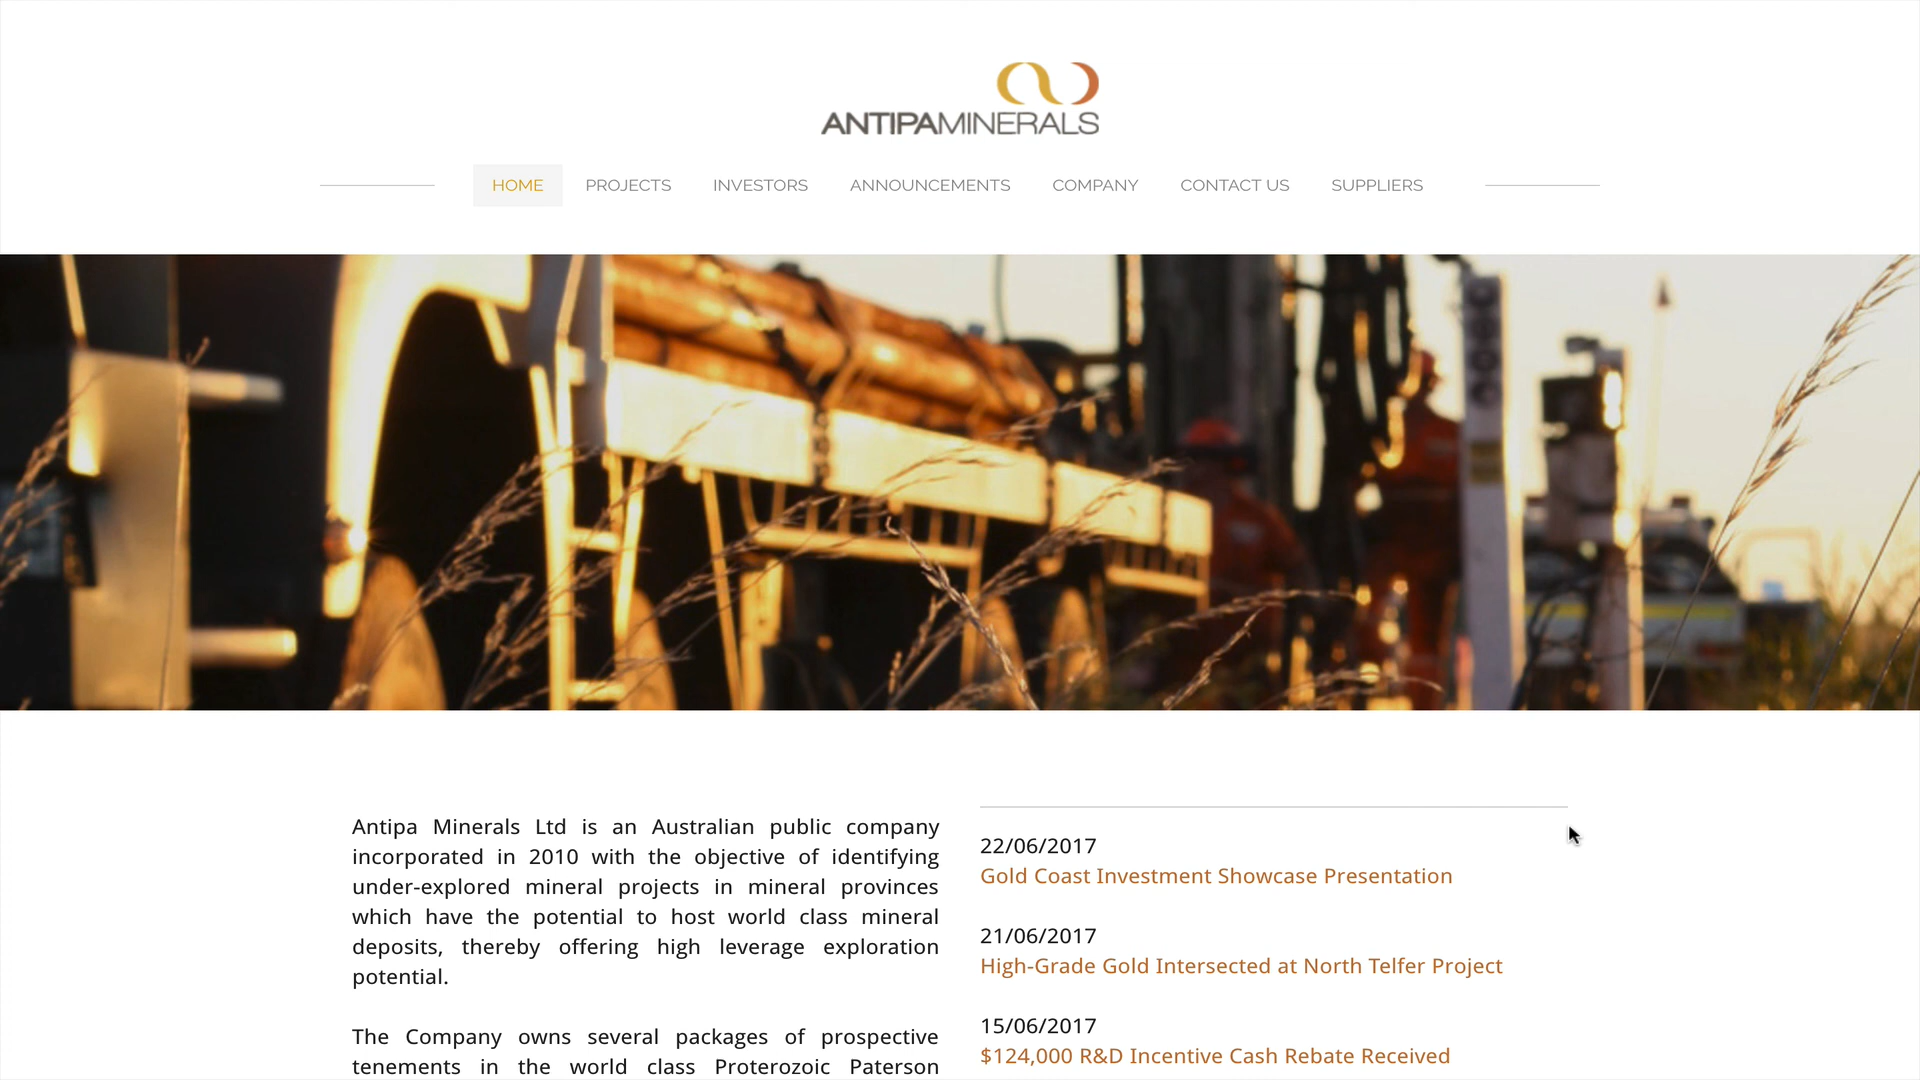 ANTIPAMINERALS
HOME PROJECTS INVESTORS ANNOUNCEMENTS COMPANY CONTACT US SUPPLIERS
Antipa Minerals Ltd is an Australian public company
incorporated in 2010 with the objective of identifying
under-explored mineral projects in mineral provinces
which have the potential to host world class mineral
deposits, thereby offering high leverage exploration
potential.
The Company owns several packages of prospective
tenements in the world class Proterozoic Paterson
22/06/2017
Gold Coast Investment Showcase Presentation
21/06/2017
High-Grade Gold Intersected at North Telfer Project
15/06/2017
$124,000 R&D Incentive Cash Rebate Received